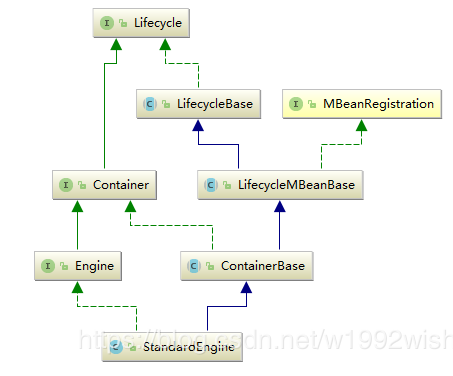 I Lifecycle
C LifecycleBase
I MBeanRegistration
I Container
C LifecycleMBeanBase
I Engine
C ContainerBase
https://blog.csdn.net/w1992wish
C StandardEngine